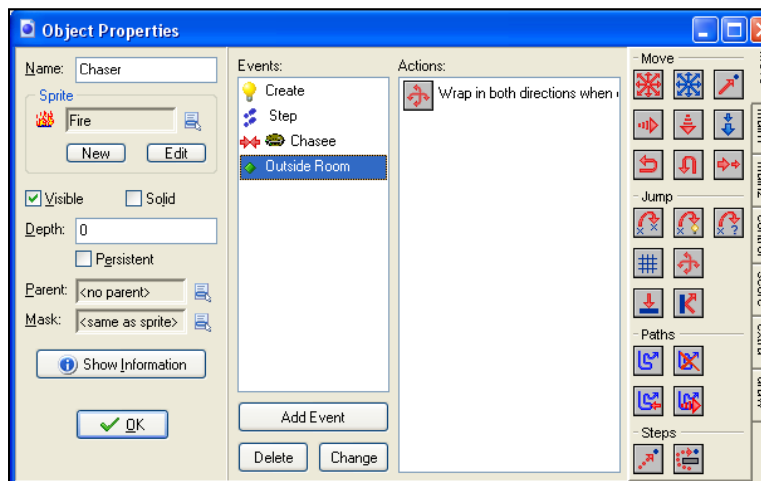 Object Properties
Name: Chaser
Sprite
Fire
New Edit
Visible Solid
Depth: 0
Persistent
Parent: <no parent>
Mask: <same as sprite>
Show Information
OK
Events:
Create
Step
Chasee
Outside Room
Add Event
Delete Change
Actions:
Wrap in both directions when
Move
Jump
Paths
Steps